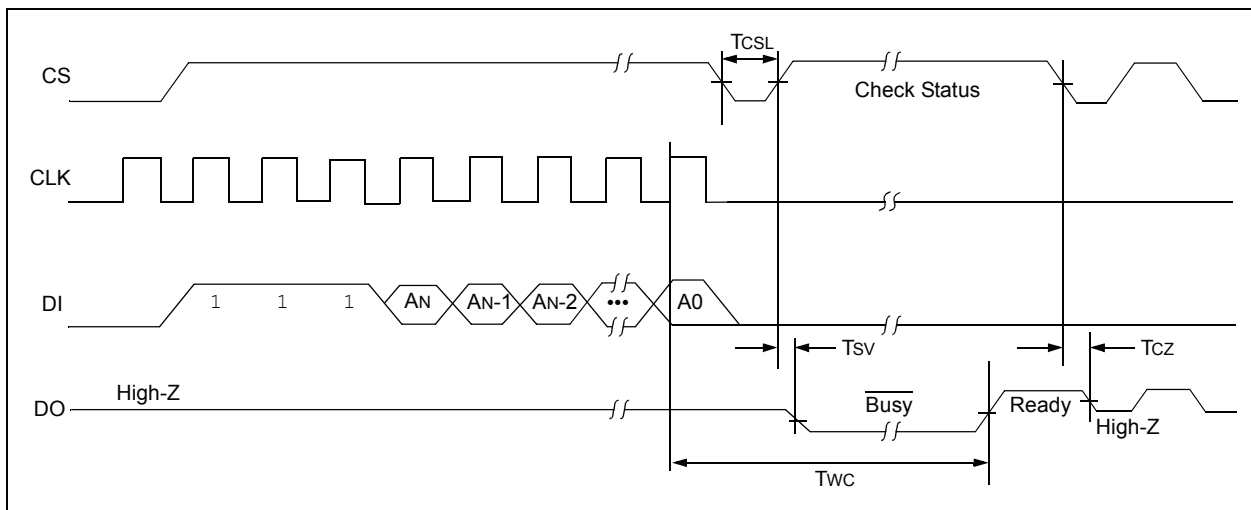 TCSL
CS
Check Status
CLK
DI
1 1 1 AN AN-1 AN-2 ••• A0
TSV
TCZ
High-Z
DO
Busy
Ready
High-Z
TWC